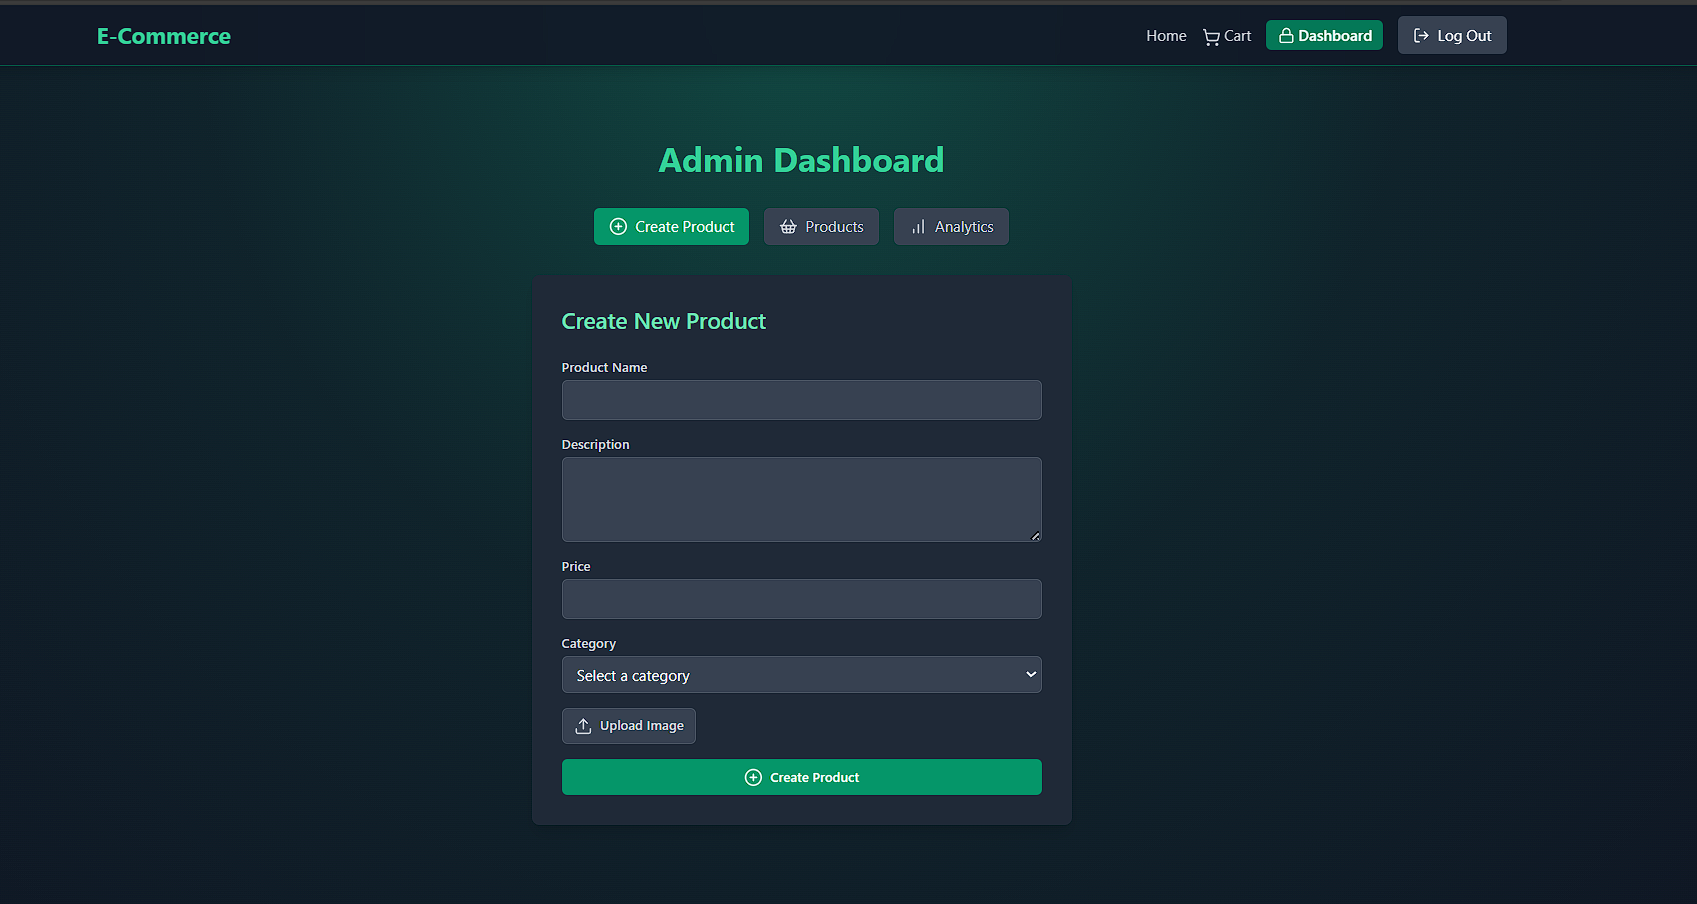 E-Commerce
Home Cart Dashboard Log Out
Admin Dashboard
Create Product Products Analytics
Create New Product
Product Name
Description
Price
Category
Select a category
Upload Image
Create Product